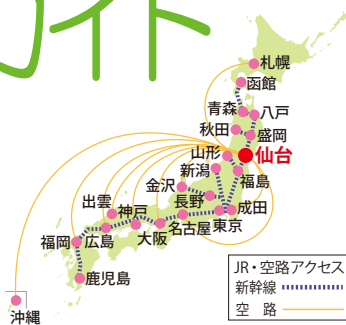 ガイト
札幌
函館
青森
八戸
秋田
盛岡
山形
仙台
新潟
福島
金沢
長野
成田
出雲
神戸
東京
名古屋
福岡
広島
大阪
鹿児島
沖縄
JR・空路アクセス
新幹線
空 路